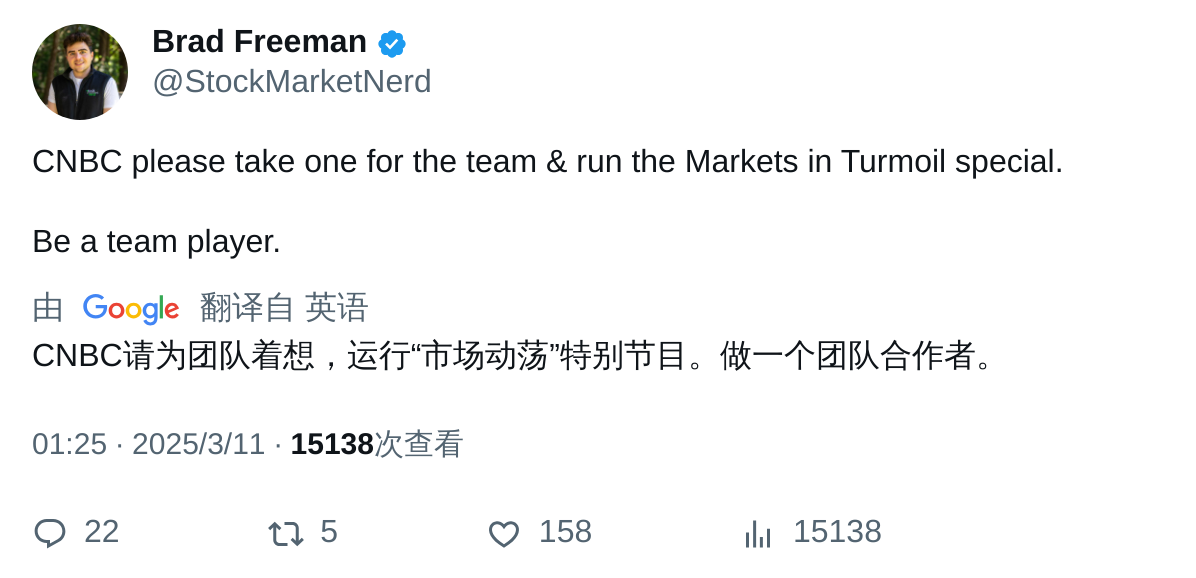 Brad Freeman
@StockMarketNerd
CNBC please take one for the team & run the Markets in Turmoil special.
Be a team player.
由 Google 翻译自 英语
CNBC请为团队着想，运行“市场动荡”特别节目。做一个团队合作者。
01:25 · 2025/3/11 · 15138次查看
22 5 158 15138